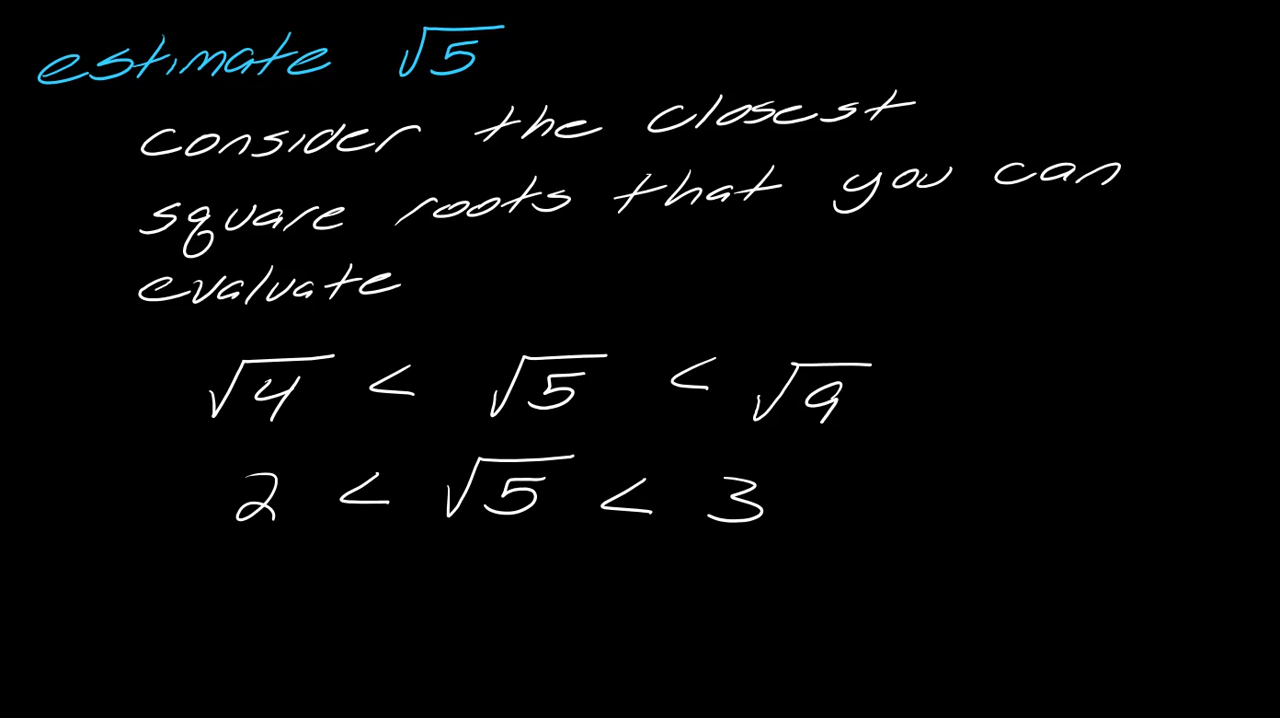 estimate √5
consider the closest
square roots that you can
evaluate
√4 < √5 < √9
2 < √5 < 3